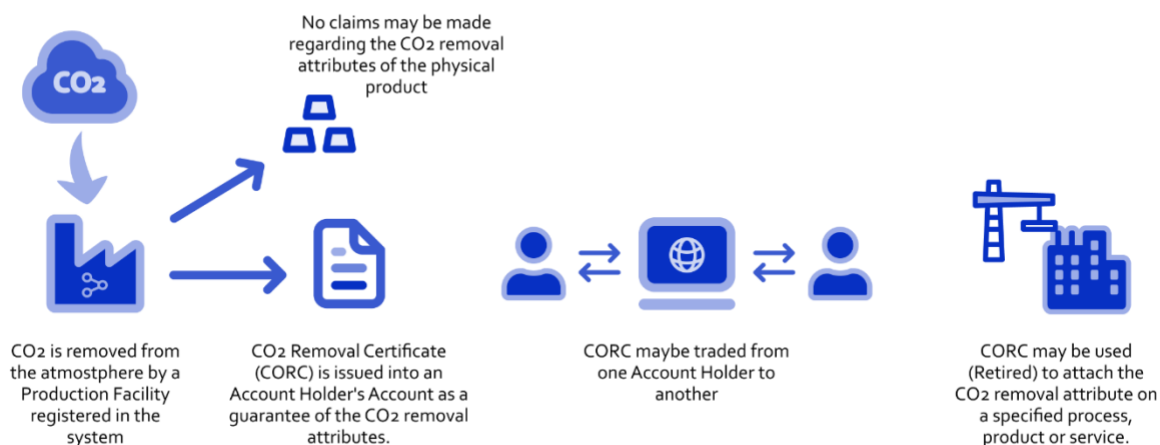 No claims may be made
regarding the CO2 removal
attributes of the physical
product
CO2
CO2 is removed from
the atmostphere by a
Production Facility
registered in the
system
CO2 Removal Certificate
(CORC) is issued into an
Account Holder's Account as a
guarantee of the CO2 removal
attributes.
CORC maybe traded from
one Account Holder to
another
CORC may be used
(Retired) to attach the
CO2 removal attribute on
a specified process,
product or service.